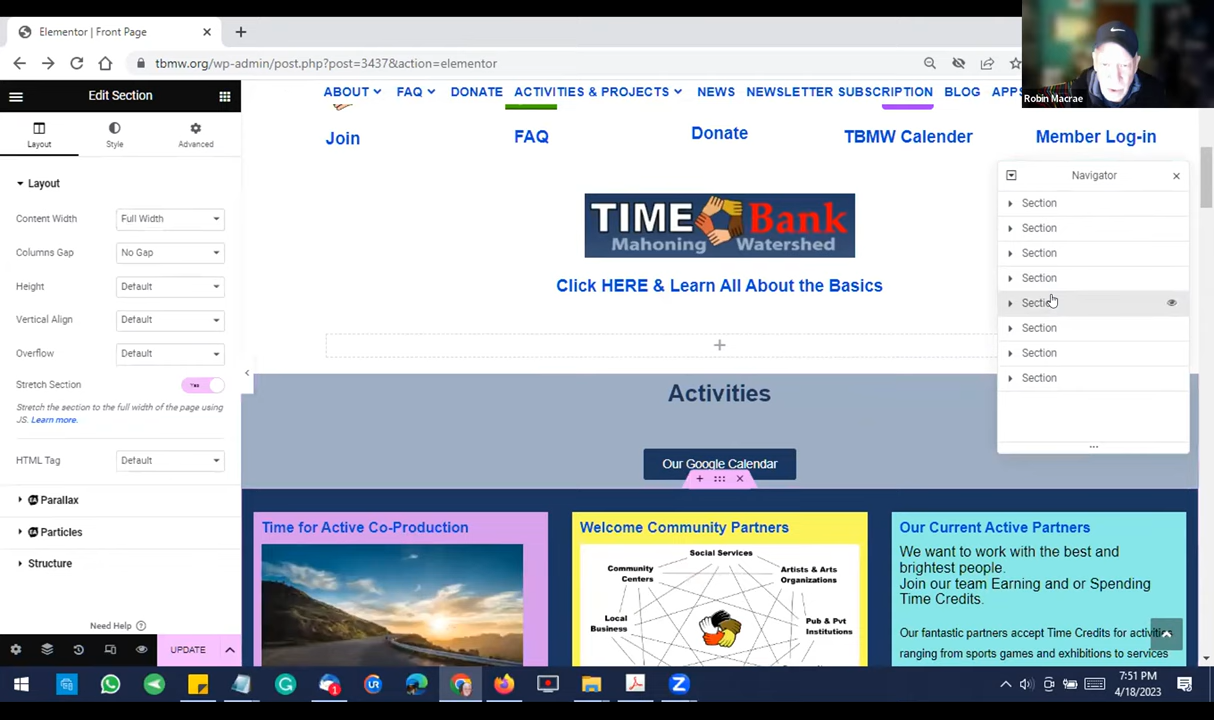 Elementor | Front Page
tbmw.org/wp-admin/post.php?post=3437&action=elementor
Robin Macrae
Edit Section
ABOUT FAQ DONATE ACTIVITIES & PROJECTS NEWS NEWSLETTER SUBSCRIPTION BLOG APPS
Join FAQ Donate TBMW Calender Member Log-in
Layout Style Advanced
Layout
Content Width Full Width
Columns Gap No Gap
Height Default
Vertical Align Default
Overflow Default
Stretch Section Yes
Stretch the section to the full width of the page using
JS. Learn more.
HTML Tag Default
Parallax
Particles
Structure
Need Help
UPDATE
TIME Bank
Mahoning Watershed
Click HERE & Learn All About the Basics
Navigator
Section
Section
Section
Section
Section
Section
Section
Section
Activities
Our Google Calendar
Time for Active Co-Production
Welcome Community Partners
Social Services
Community
Centers
Artists & Arts
Organizations
Local
Business
Pub & Pvt
Institutions
Our Current Active Partners
We want to work with the best and
brightest people.
Join our team Earning and or Spending
Time Credits.
Our fantastic partners accept Time Credits for activities
ranging from sports games and exhibitions to services
7:51 PM
4/18/2023